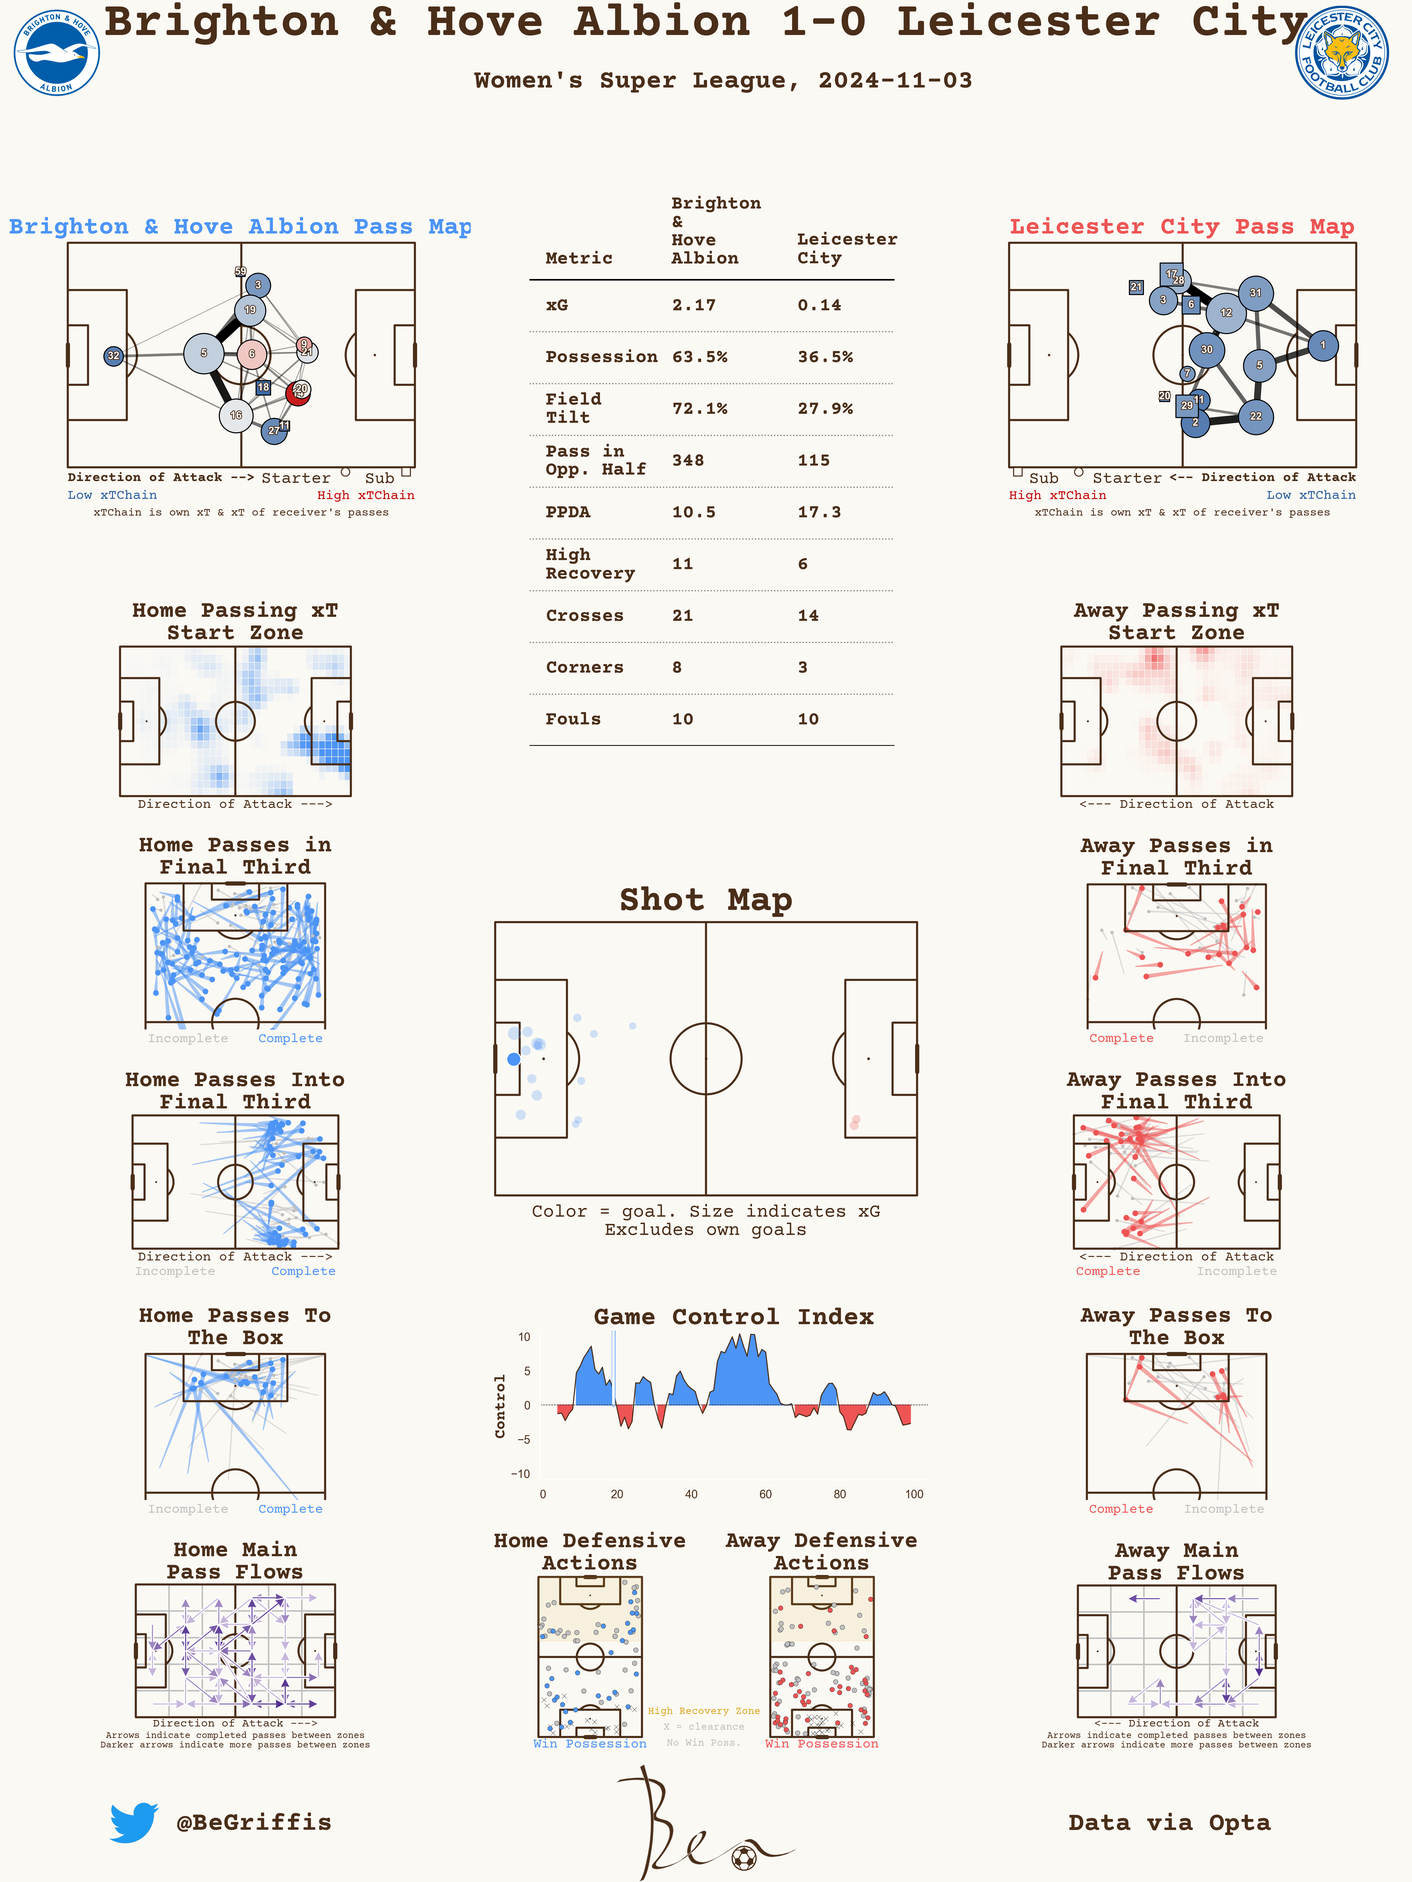 Brighton & Hove Albion 1-0 Leicester City
Women's Super League, 2024-11-03
BRIGHTON & HOVE
ALBION
LEICESTER CITY
FOOTBALL CLUB
Brighton & Hove Albion Pass Map
59
3
19
32
5
6
9
21
18
20
16
27
11
Direction of Attack --> Starter Sub
Low xTChain High xTChain
xTChain is own xT & xT of receiver's passes
Metric
Brighton
&
Hove
Albion
Leicester
City
xG 2.17 0.14
Possession 63.5% 36.5%
Field
Tilt 72.1% 27.9%
Pass in
Opp. Half 348 115
PPDA 10.5 17.3
High
Recovery 11 6
Crosses 21 14
Corners 8 3
Fouls 10 10
Leicester City Pass Map
17
28
21
3
6
31
12
30
1
5
7
20
11
29
2
22
Sub Starter <-- Direction of Attack
High xTChain Low xTChain
xTChain is own xT & xT of receiver's passes
Home Passing xT
Start Zone
Direction of Attack --->
Away Passing xT
Start Zone
<--- Direction of Attack
Home Passes in
Final Third
Incomplete Complete
Away Passes in
Final Third
Complete Incomplete
Shot Map
Color = goal. Size indicates xG
Excludes own goals
Home Passes Into
Final Third
Direction of Attack --->
Incomplete Complete
Away Passes Into
Final Third
<--- Direction of Attack
Complete Incomplete
Home Passes To
The Box
Incomplete Complete
Game Control Index
Control
10
5
0
−5
−10
0 20 40 60 80 100
Away Passes To
The Box
Complete Incomplete
Home Main
Pass Flows
Direction of Attack --->
Arrows indicate completed passes between zones
Darker arrows indicate more passes between zones
Home Defensive
Actions
Win Possession
High Recovery Zone
X = clearance
No Win Poss.
Away Defensive
Actions
Win Possession
Away Main
Pass Flows
<--- Direction of Attack
Arrows indicate completed passes between zones
Darker arrows indicate more passes between zones
@BeGriffis
Ben
Data via Opta